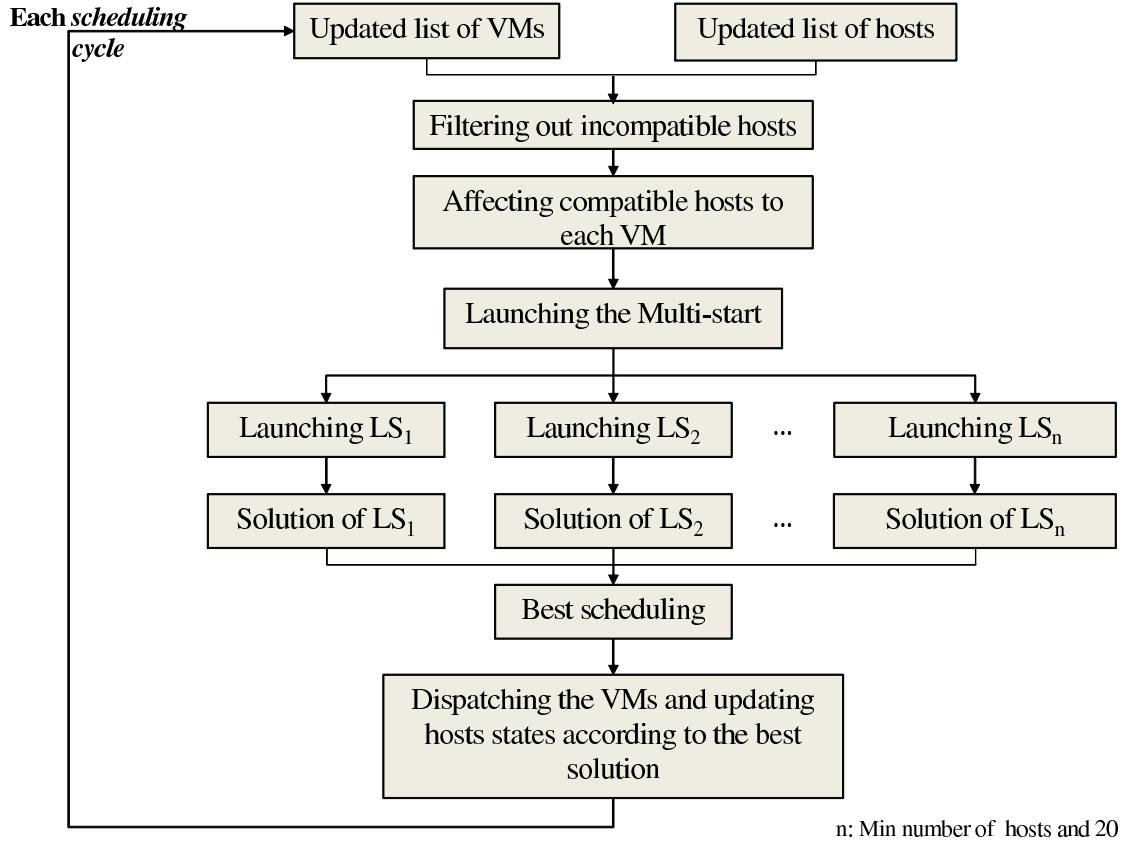 Each scheduling
cycle
Updated list of VMs
Updated list of hosts
Filtering out incompatible hosts
Affecting compatible hosts to
each VM
Launching the Multi-start
Launching LS1
Launching LS2
...
Launching LSn
Solution of LS1
Solution of LS2
...
Solution of LSn
Best scheduling
Dispatching the VMs and updating
hosts states according to the best
solution
n: Min number of hosts and 20